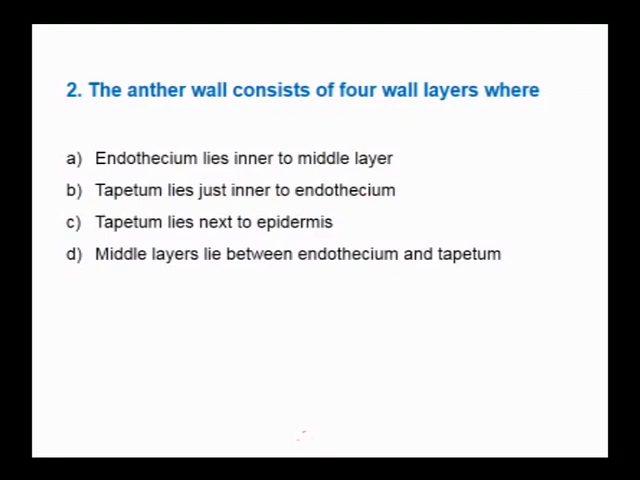 2. The anther wall consists of four wall layers where
a) Endothecium lies inner to middle layer
b) Tapetum lies just inner to endothecium
c) Tapetum lies next to epidermis
d) Middle layers lie between endothecium and tapetum